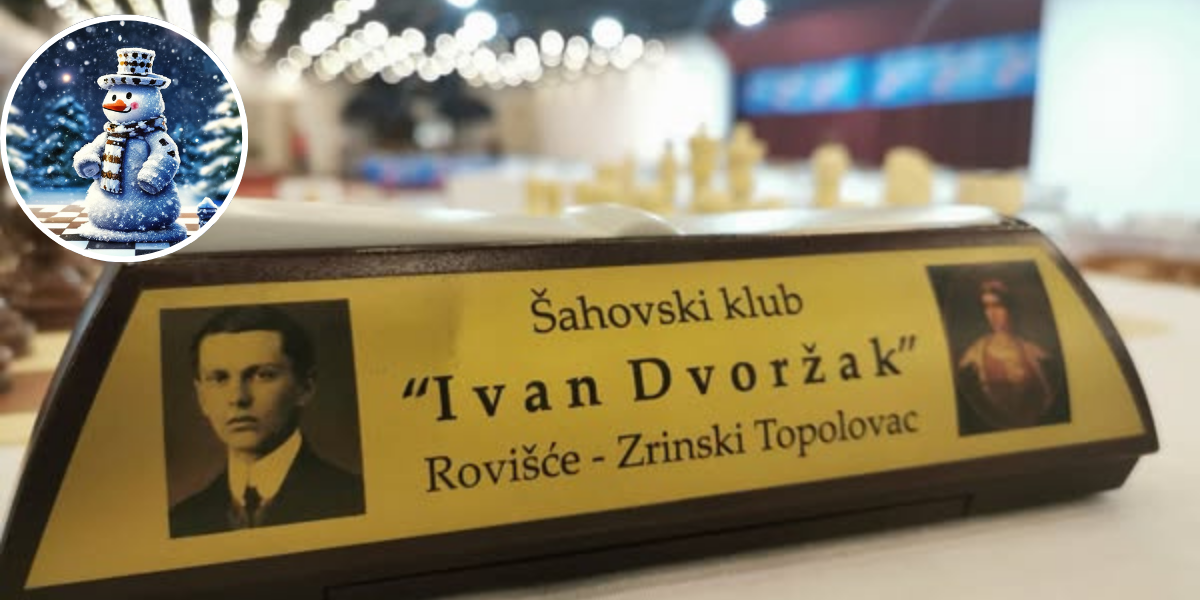 Šahovski klub
“Ivan Dvoržak”
Rovišće - Zrinski Topolovac